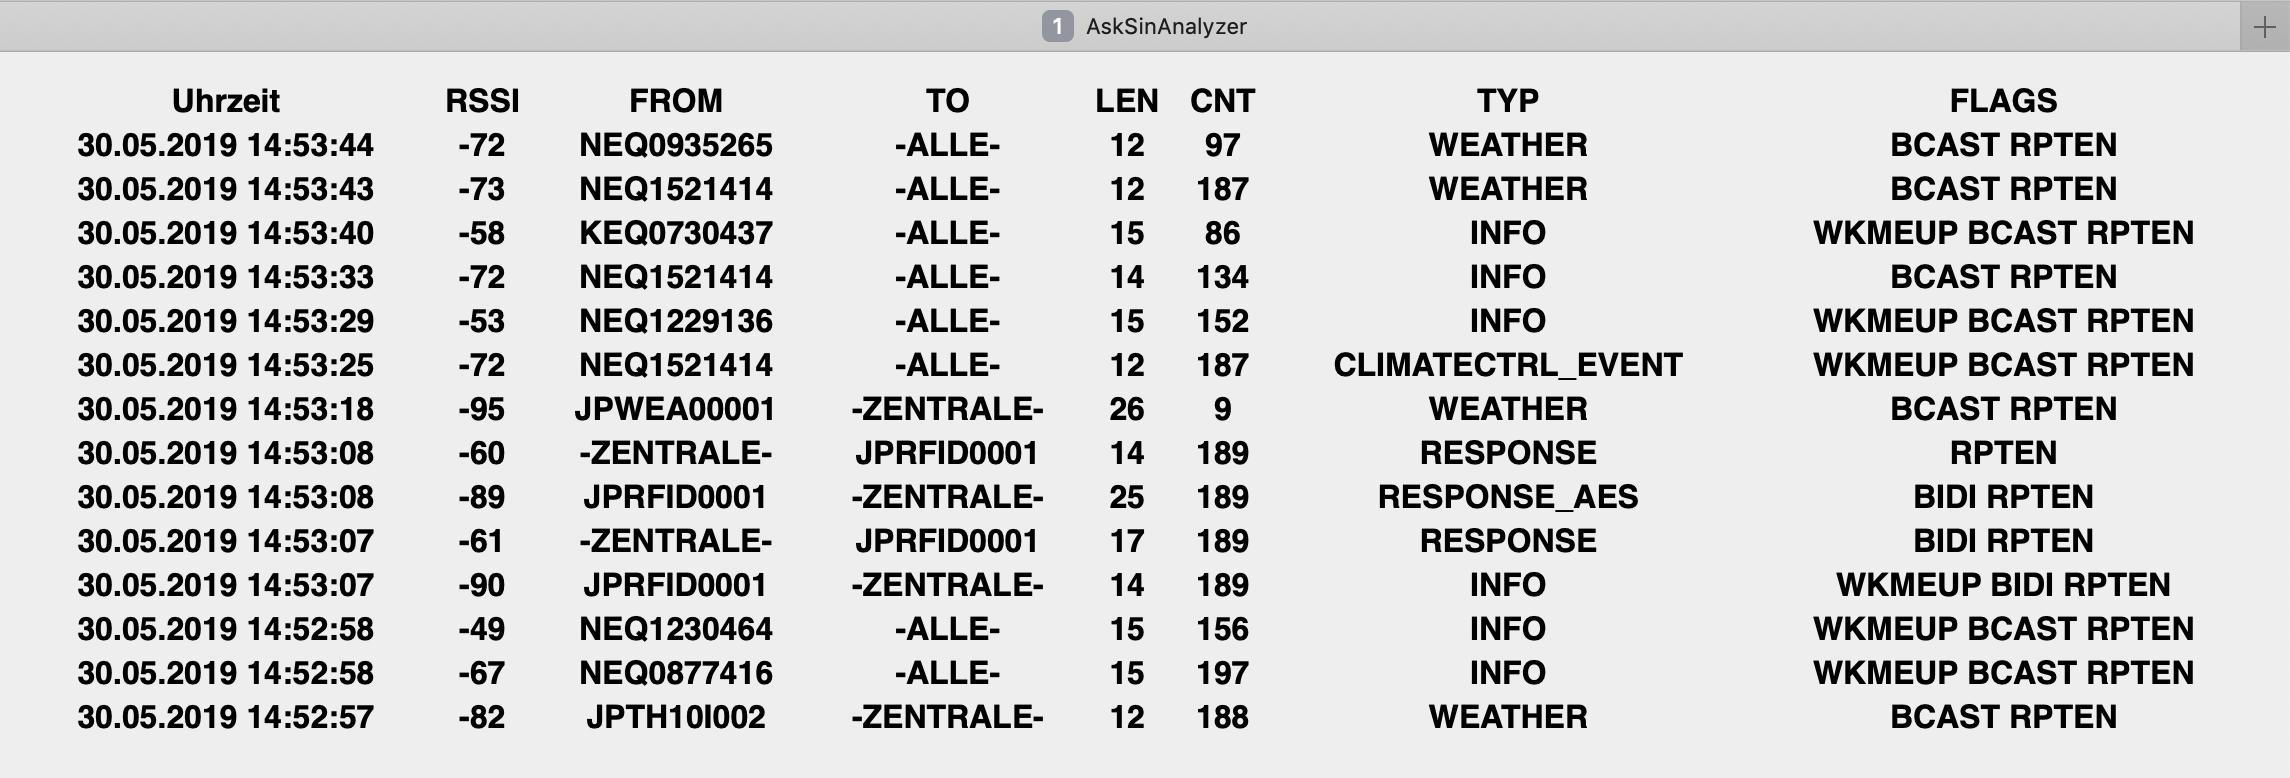 1 AskSinAnalyzer +
Uhrzeit RSSI FROM TO LEN CNT TYP FLAGS
30.05.2019 14:53:44 -72 NEQ0935265 -ALLE- 12 97 WEATHER BCAST RPTEN
30.05.2019 14:53:43 -73 NEQ1521414 -ALLE- 12 187 WEATHER BCAST RPTEN
30.05.2019 14:53:40 -58 KEQ0730437 -ALLE- 15 86 INFO WKMEUP BCAST RPTEN
30.05.2019 14:53:33 -72 NEQ1521414 -ALLE- 14 134 INFO BCAST RPTEN
30.05.2019 14:53:29 -53 NEQ1229136 -ALLE- 15 152 INFO WKMEUP BCAST RPTEN
30.05.2019 14:53:25 -72 NEQ1521414 -ALLE- 12 187 CLIMATECTRL_EVENT WKMEUP BCAST RPTEN
30.05.2019 14:53:18 -95 JPWEA00001 -ZENTRALE- 26 9 WEATHER BCAST RPTEN
30.05.2019 14:53:08 -60 -ZENTRALE- JPRFID0001 14 189 RESPONSE RPTEN
30.05.2019 14:53:08 -89 JPRFID0001 -ZENTRALE- 25 189 RESPONSE_AES BIDI RPTEN
30.05.2019 14:53:07 -61 -ZENTRALE- JPRFID0001 17 189 RESPONSE BIDI RPTEN
30.05.2019 14:53:07 -90 JPRFID0001 -ZENTRALE- 14 189 INFO WKMEUP BIDI RPTEN
30.05.2019 14:52:58 -49 NEQ1230464 -ALLE- 15 156 INFO WKMEUP BCAST RPTEN
30.05.2019 14:52:58 -67 NEQ0877416 -ALLE- 15 197 INFO WKMEUP BCAST RPTEN
30.05.2019 14:52:57 -82 JPTH10I002 -ZENTRALE- 12 188 WEATHER BCAST RPTEN